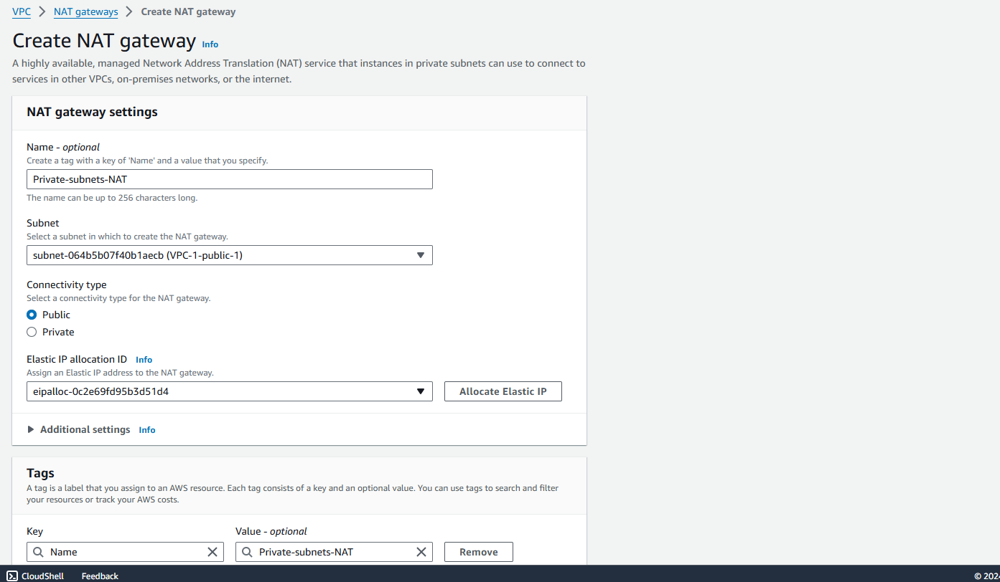 VPC > NAT gateways > Create NAT gateway
Create NAT gateway Info
A highly available, managed Network Address Translation (NAT) service that instances in private subnets can use to connect to
services in other VPCs, on-premises networks, or the internet.
NAT gateway settings
Name - optional
Create a tag with a key of 'Name' and a value that you specify.
Private-subnets-NAT
The name can be up to 256 characters long.
Subnet
Select a subnet in which to create the NAT gateway.
subnet-064b5b07f40b1aecb (VPC-1-public-1)
Connectivity type
Select a connectivity type for the NAT gateway.
Public
Private
Elastic IP allocation ID Info
Assign an Elastic IP address to the NAT gateway.
eipalloc-0c2e69fd95b3d51d4 Allocate Elastic IP
Additional settings Info
Tags
A tag is a label that you assign to an AWS resource. Each tag consists of a key and an optional value. You can use tags to search and filter
your resources or track your AWS costs.
Key Value - optional
Name Private-subnets-NAT Remove
CloudShell Feedback © 2024